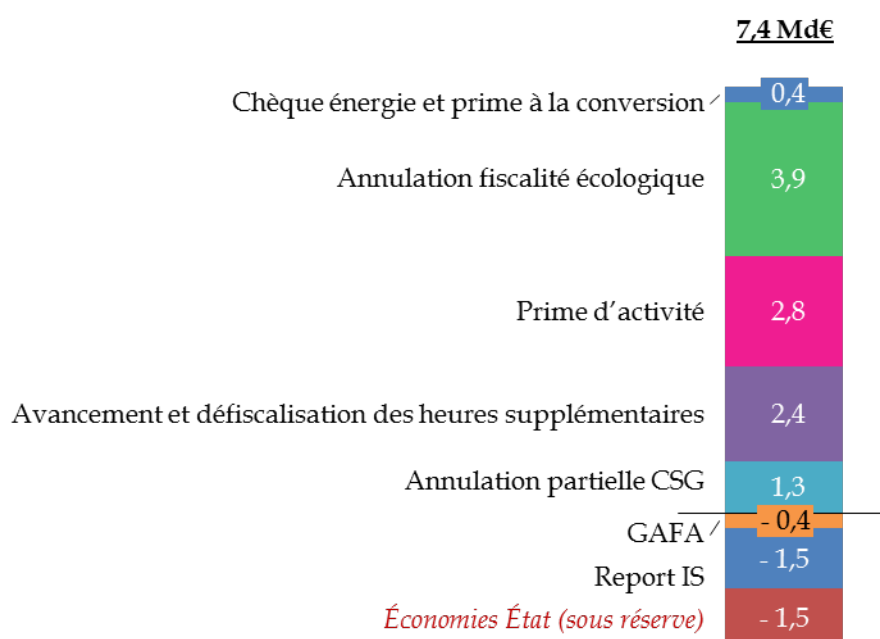 7,4 Md€
Chèque énergie et prime à la conversion 0,4
Annulation fiscalité écologique 3,9
Prime d’activité 2,8
Avancement et défiscalisation des heures supplémentaires 2,4
Annulation partielle CSG 1,3
GAFA - 0,4
Report IS - 1,5
Économies État (sous réserve) - 1,5